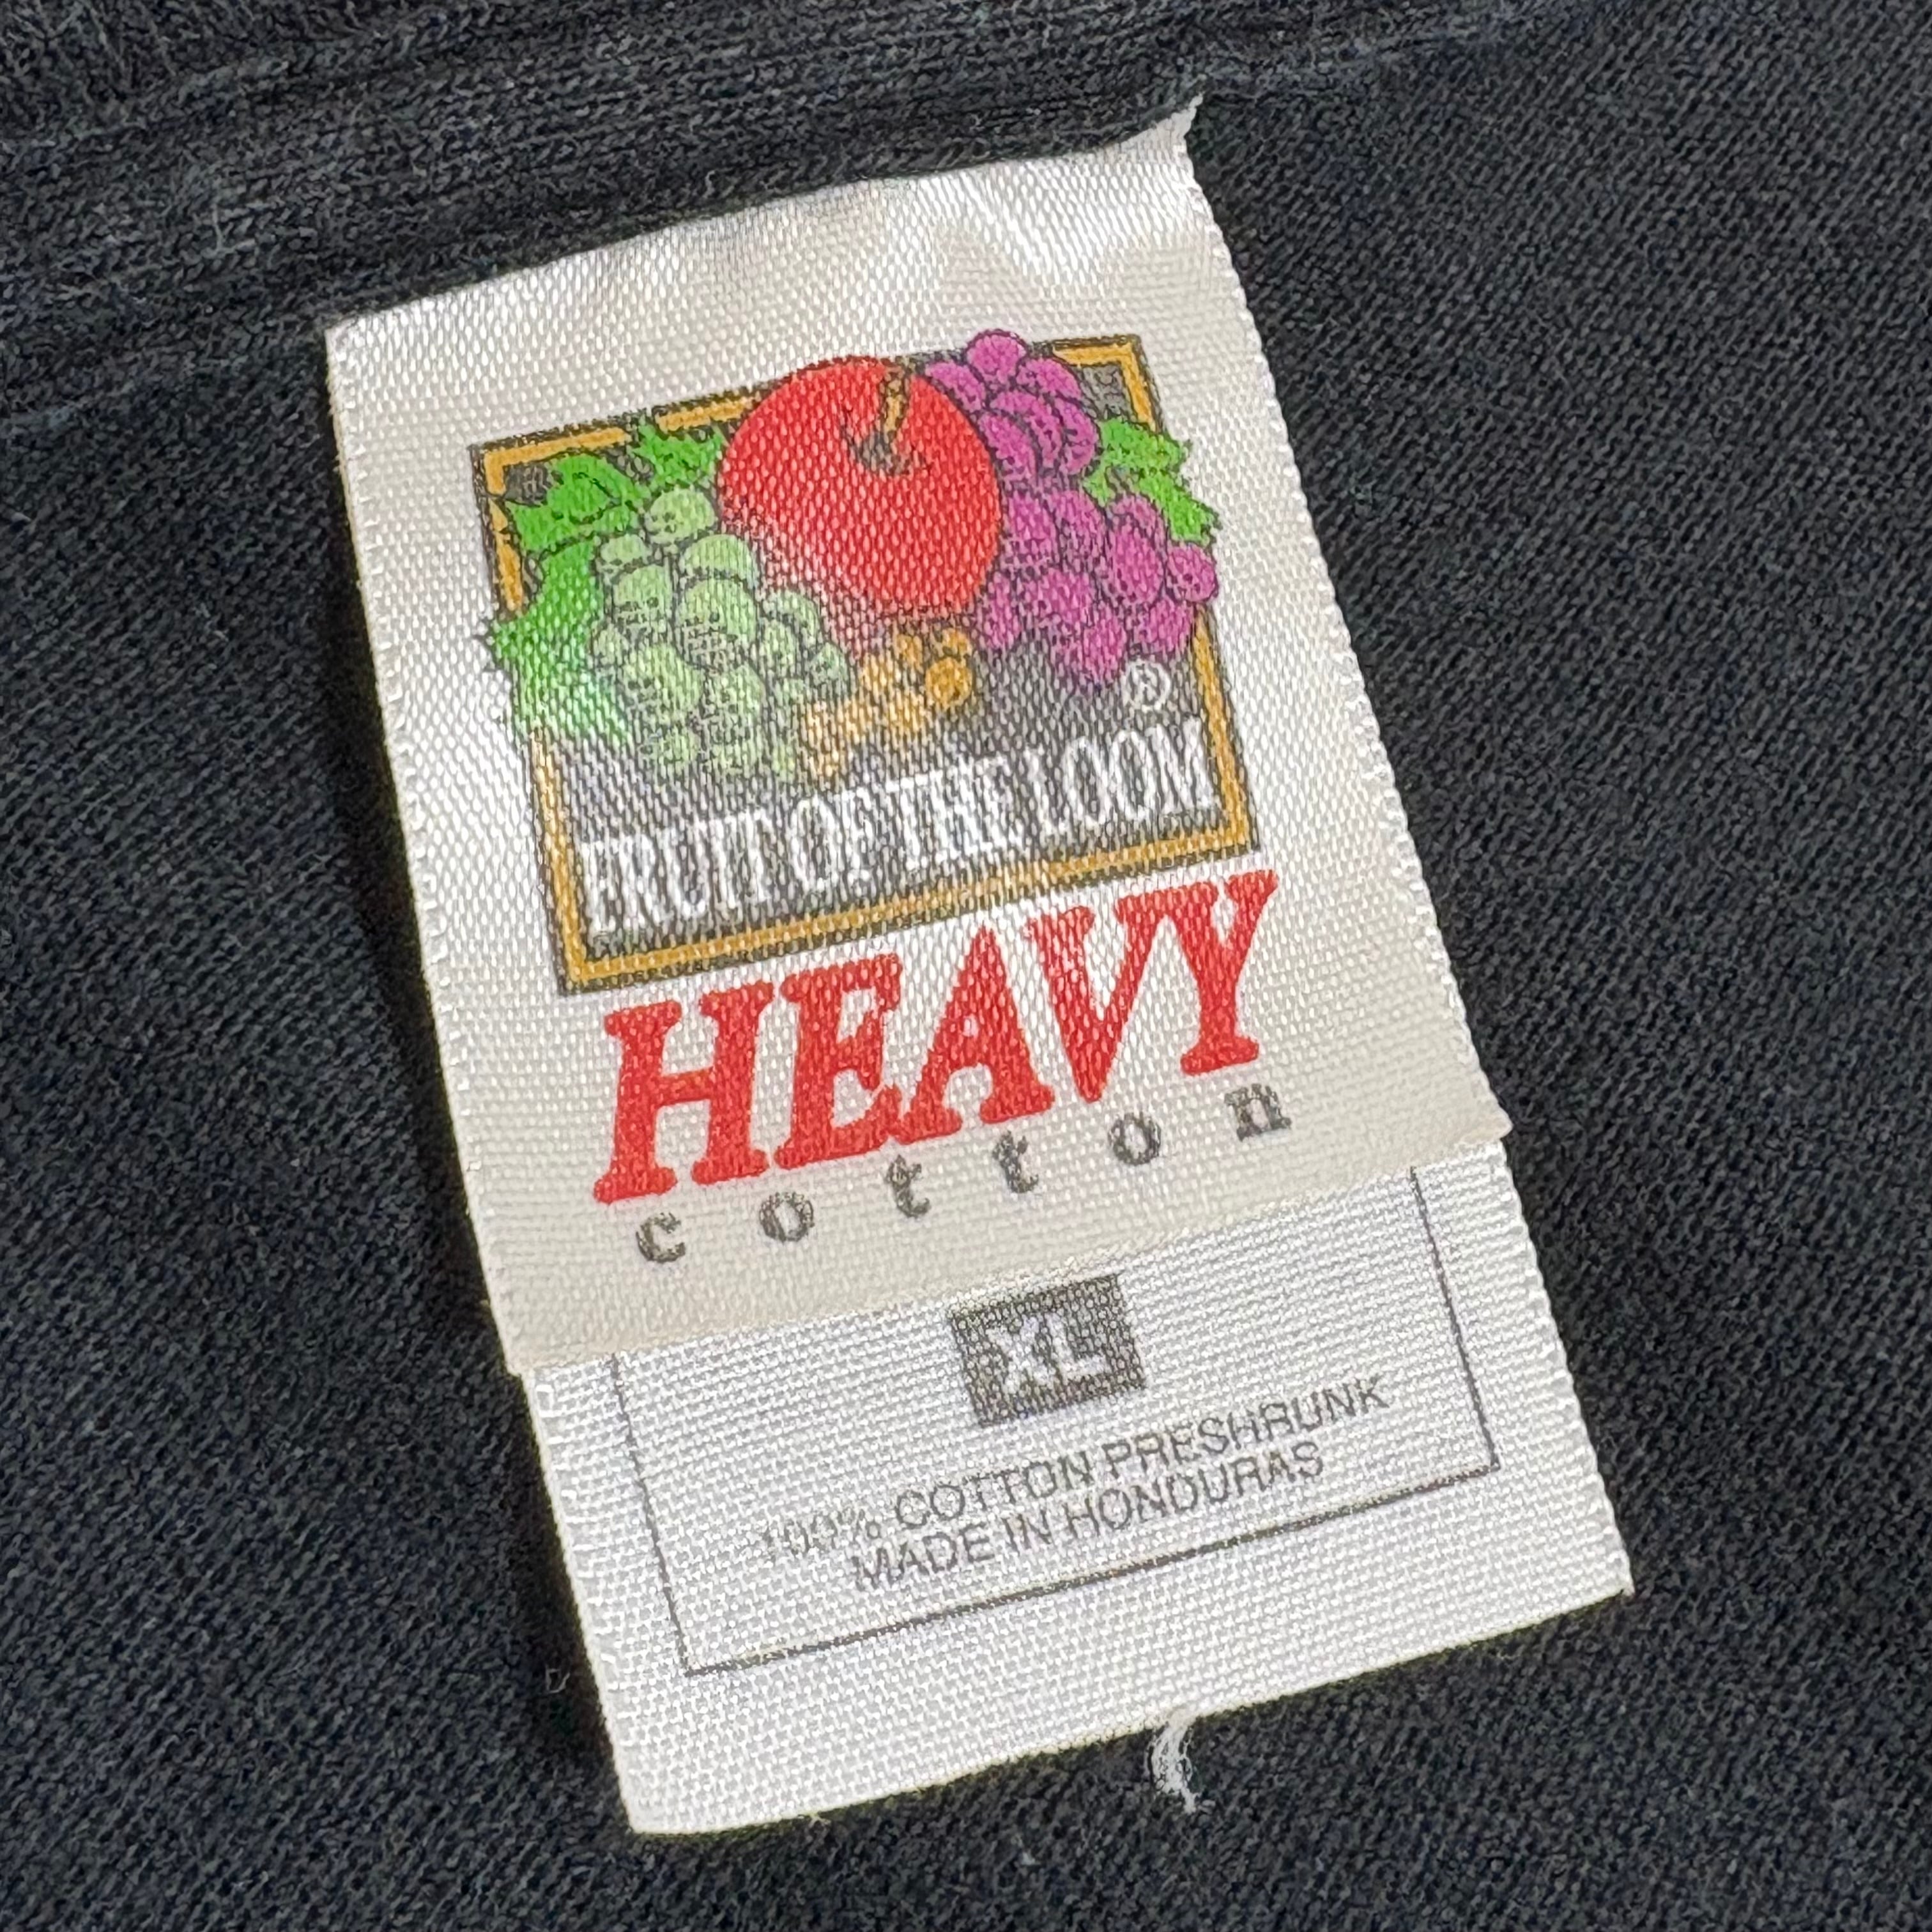 ®
FRUIT OF THE LOOM
HEAVY
cotton
XL
100% COTTON PRESHRUNK
MADE IN HONDURAS